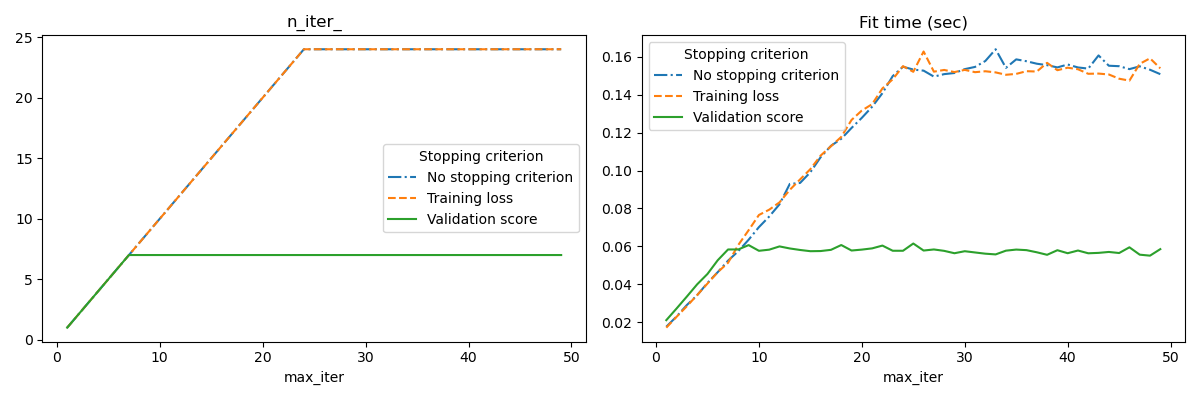 n_iter_
25
20
15
10
5
0
Stopping criterion
No stopping criterion
Training loss
Validation score
0 10 20 30 40 50
max_iter
Fit time (sec)
0.16
0.14
0.12
0.10
0.08
0.06
0.04
0.02
Stopping criterion
No stopping criterion
Training loss
Validation score
0 10 20 30 40 50
max_iter